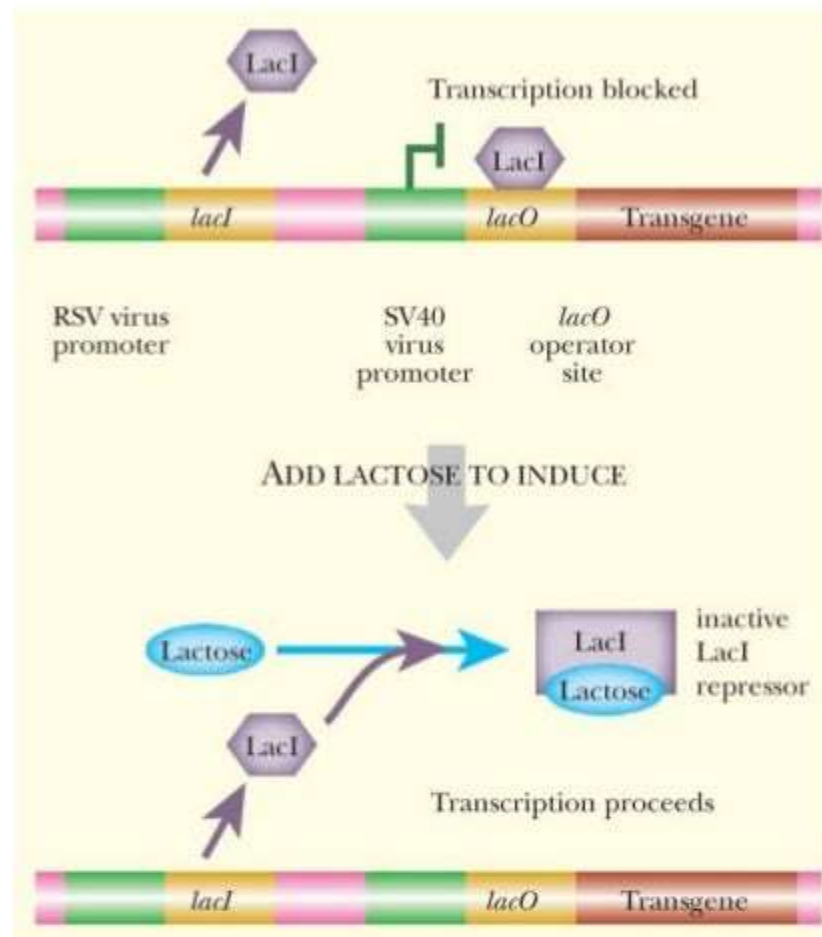 LacI
Transcription blocked
LacI
lacI
lacO
Transgene
RSV virus
promoter
SV40
virus
promoter
lacO
operator
site
ADD LACTOSE TO INDUCE
Lactose
LacI
Lactose
inactive
LacI
repressor
LacI
Transcription proceeds
lacI
lacO
Transgene